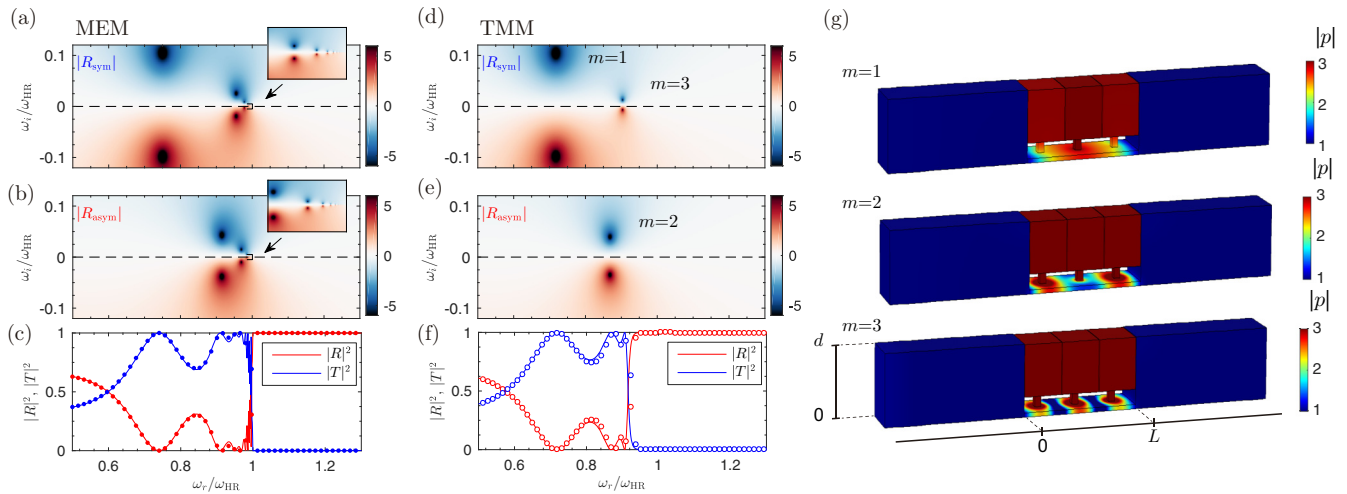 (a) MEM
|R_sym|
ω_i/ω_HR
0.1
0
-0.1
5
0
-5
(b)
|R_asym|
ω_i/ω_HR
0.1
0
-0.1
5
0
-5
(c)
|R|², |T|²
1
0.5
0
|R|²
|T|²
0.6 0.8 1 1.2
ω_r/ω_HR
(d) TMM
|R_sym|
m=1
m=3
ω_i/ω_HR
0.1
0
-0.1
5
0
-5
(e)
|R_asym|
m=2
ω_i/ω_HR
0.1
0
-0.1
5
0
-5
(f)
|R|², |T|²
1
0.5
0
|R|²
|T|²
0.6 0.8 1 1.2
ω_r/ω_HR
(g)
m=1
|p|
3
2
1
m=2
|p|
3
2
1
m=3
|p|
3
2
1
d
0
0
L